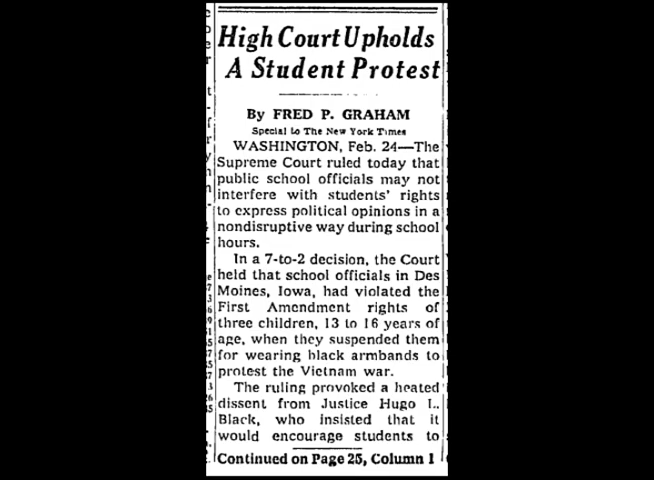 High Court Upholds
A Student Protest
By FRED P. GRAHAM
Special to The New York Times
WASHINGTON, Feb. 24—The
Supreme Court ruled today that
public school officials may not
interfere with students' rights
to express political opinions in a
nondisruptive way during school
hours.
In a 7-to-2 decision, the Court
held that school officials in Des
Moines, Iowa, had violated the
First Amendment rights of
three children, 13 to 16 years of
age, when they suspended them
for wearing black armbands to
protest the Vietnam war.
The ruling provoked a heated
dissent from Justice Hugo L.
Black, who insisted that it
would encourage students to
Continued on Page 25, Column 1